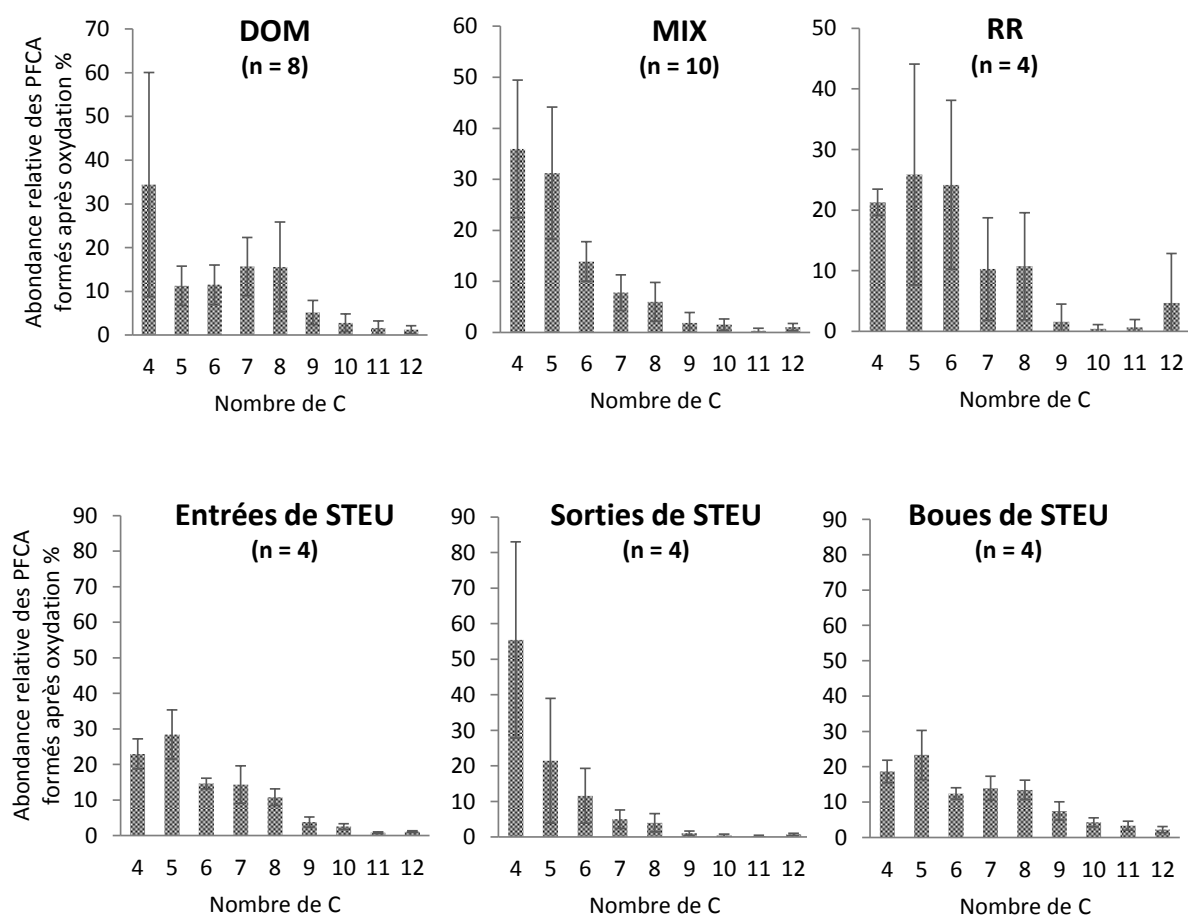 DOM
(n = 8)
Abondance relative des PFCA
formés après oxydation %
70
60
50
40
30
20
10
0
4 5 6 7 8 9 10 11 12
Nombre de C
MIX
(n = 10)
60
50
40
30
20
10
0
4 5 6 7 8 9 10 11 12
Nombre de C
RR
(n = 4)
50
40
30
20
10
0
4 5 6 7 8 9 10 11 12
Nombre de C
Entrées de STEU
(n = 4)
Abondance relative des PFCA
formés après oxydation %
90
80
70
60
50
40
30
20
10
0
4 5 6 7 8 9 10 11 12
Nombre de C
Sorties de STEU
(n = 4)
90
80
70
60
50
40
30
20
10
0
4 5 6 7 8 9 10 11 12
Nombre de C
Boues de STEU
(n = 4)
90
80
70
60
50
40
30
20
10
0
4 5 6 7 8 9 10 11 12
Nombre de C